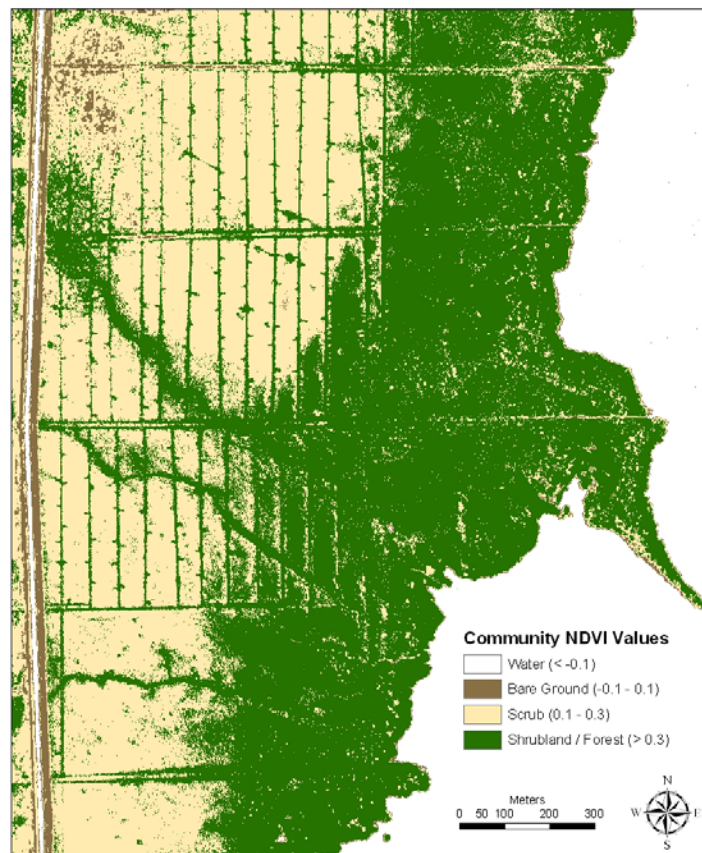 Community NDVI Values
Water (< -0.1)
Bare Ground (-0.1 - 0.1)
Scrub (0.1 - 0.3)
Shrubland / Forest (> 0.3)
Meters
0 50 100 200 300
N
W E
S